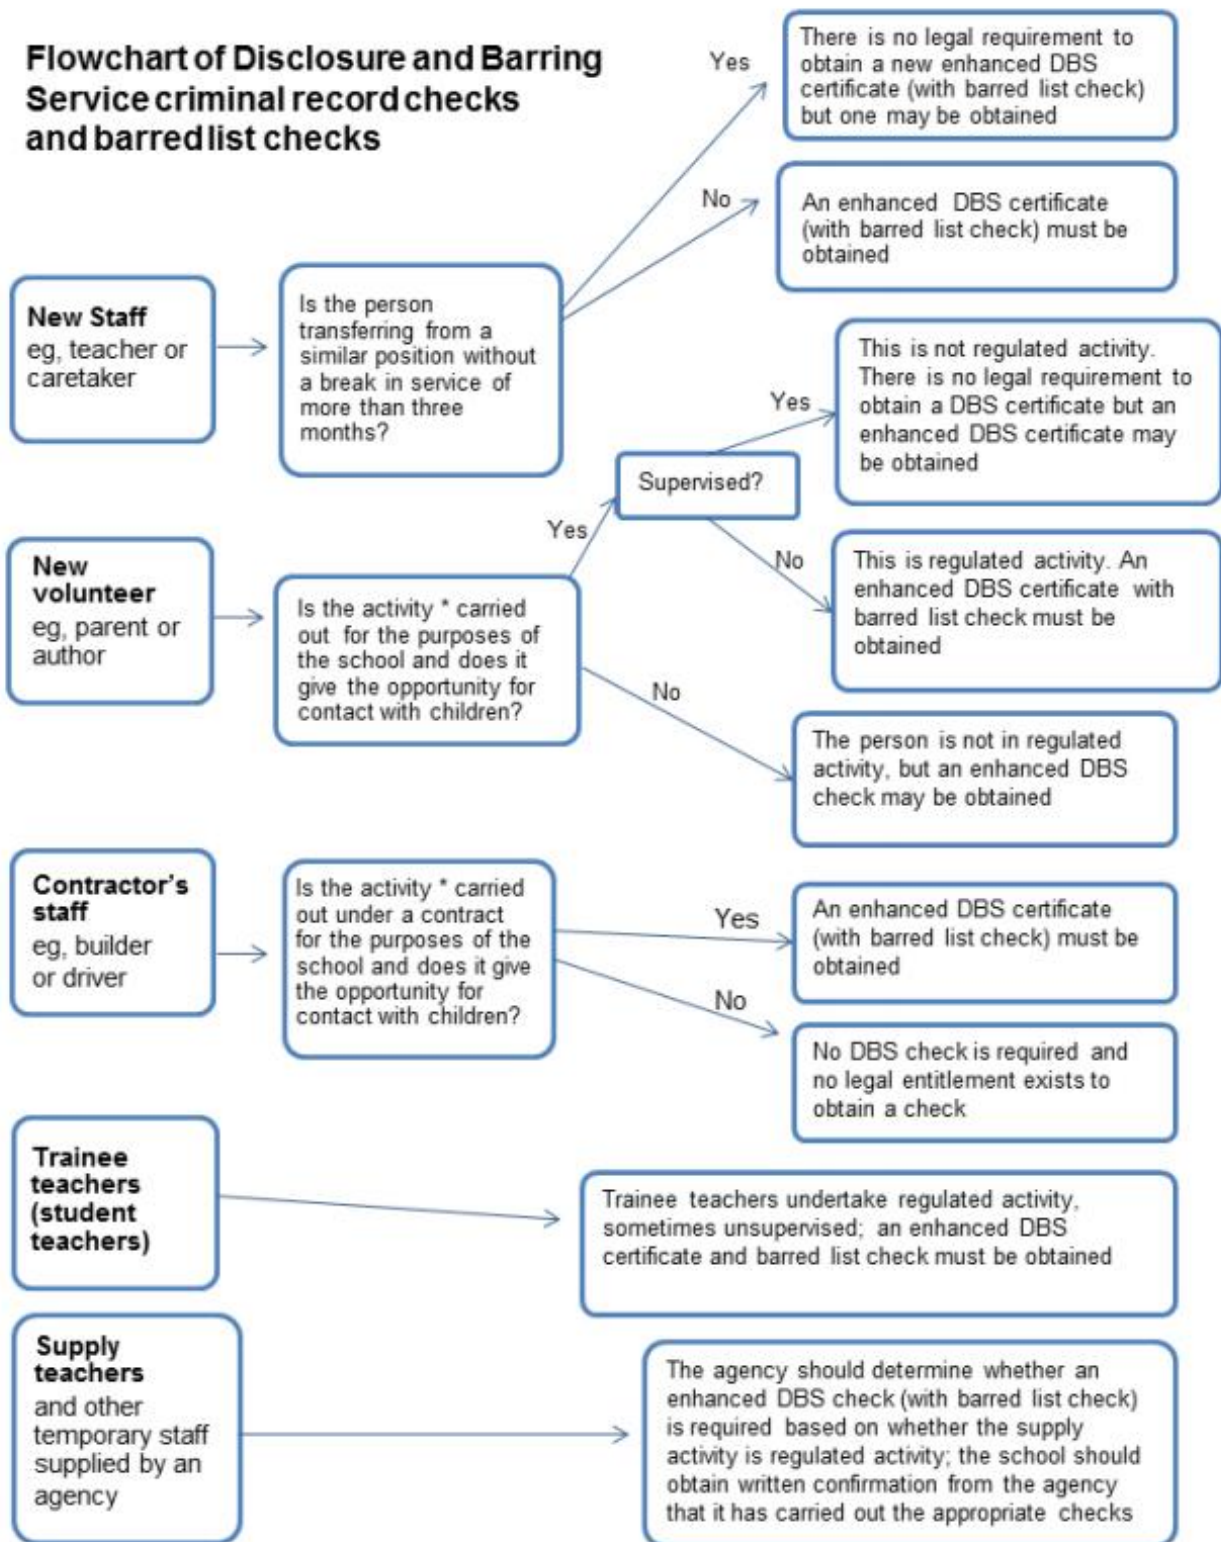 Flowchart of Disclosure and Barring
Service criminal record checks
and barred list checks
New Staff
eg, teacher or
caretaker
Is the person
transferring from a
similar position without
a break in service of
more than three
months?
Yes
There is no legal requirement to
obtain a new enhanced DBS
certificate (with barred list check)
but one may be obtained
No
An enhanced DBS certificate
(with barred list check) must be
obtained
New
volunteer
eg, parent or
author
Is the activity * carried
out for the purposes of
the school and does it
give the opportunity for
contact with children?
Yes
Supervised?
Yes
This is not regulated activity.
There is no legal requirement to
obtain a DBS certificate but an
enhanced DBS certificate may
be obtained
No
This is regulated activity. An
enhanced DBS certificate with
barred list check must be
obtained
No
The person is not in regulated
activity, but an enhanced DBS
check may be obtained
Contractor's
staff
eg, builder
or driver
Is the activity * carried
out under a contract
for the purposes of the
school and does it give
the opportunity for
contact with children?
Yes
An enhanced DBS certificate
(with barred list check) must be
obtained
No
No DBS check is required and
no legal entitlement exists to
obtain a check
Trainee
teachers
(student
teachers)
Trainee teachers undertake regulated activity,
sometimes unsupervised; an enhanced DBS
certificate and barred list check must be obtained
Supply
teachers
and other
temporary staff
supplied by an
agency
The agency should determine whether an
enhanced DBS check (with barred list check)
is required based on whether the supply
activity is regulated activity; the school should
obtain written confirmation from the agency
that it has carried out the appropriate checks